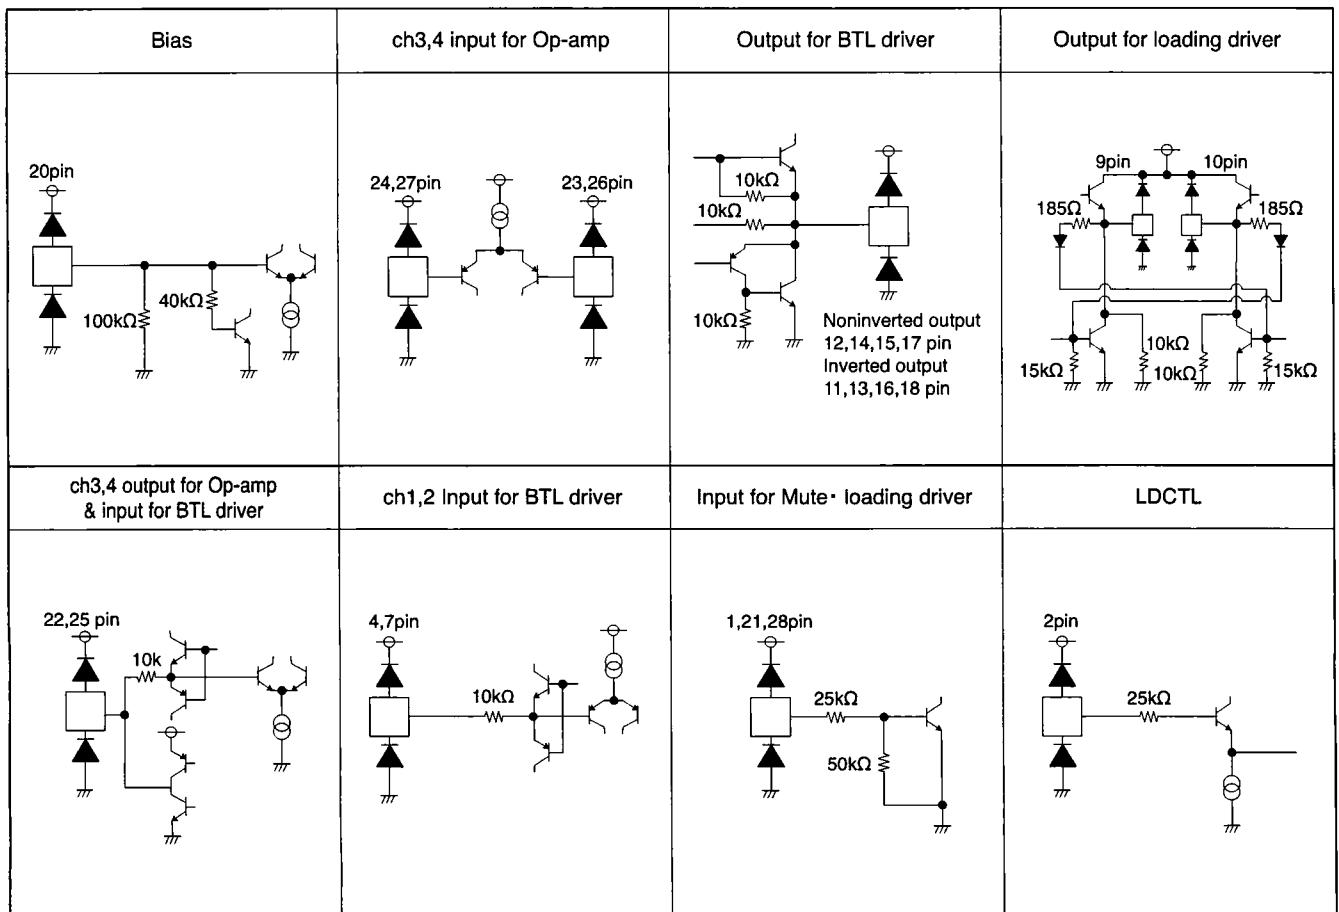 Bias
ch3,4 input for Op-amp
Output for BTL driver
Output for loading driver
20pin
100kΩ
40kΩ
24,27pin
23,26pin
10kΩ
10kΩ
10kΩ
Noninverted output
12,14,15,17 pin
Inverted output
11,13,16,18 pin
9pin
10pin
185Ω
185Ω
10kΩ
15kΩ
10kΩ
15kΩ
ch3,4 output for Op-amp
& input for BTL driver
ch1,2 Input for BTL driver
Input for Mute・loading driver
LDCTL
22,25 pin
10k
4,7pin
10kΩ
1,21,28pin
25kΩ
50kΩ
2pin
25kΩ